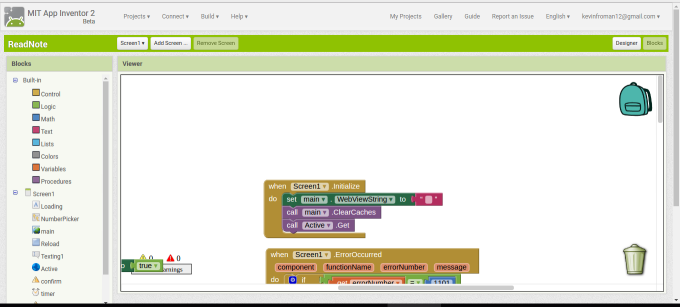 MIT App Inventor 2
Beta
Projects Connect Build Help My Projects Gallery Guide Report an Issue English kevinfroman12@gmail.com
ReadNote Screen1 Add Screen ... Remove Screen Designer Blocks
Blocks Viewer
Built-in
Control
Logic
Math
Text
Lists
Colors
Variables
Procedures
Screen1
Loading
NumberPicker
main
Reload
Texting1
Active
confirm
timer
when Screen1 .Initialize
do set main . WebViewString to " "
call main .ClearCaches
call Active .Get
when Screen1 .ErrorOccurred
component functionName errorNumber message
do if get errorNumber = 1101
0 0
true